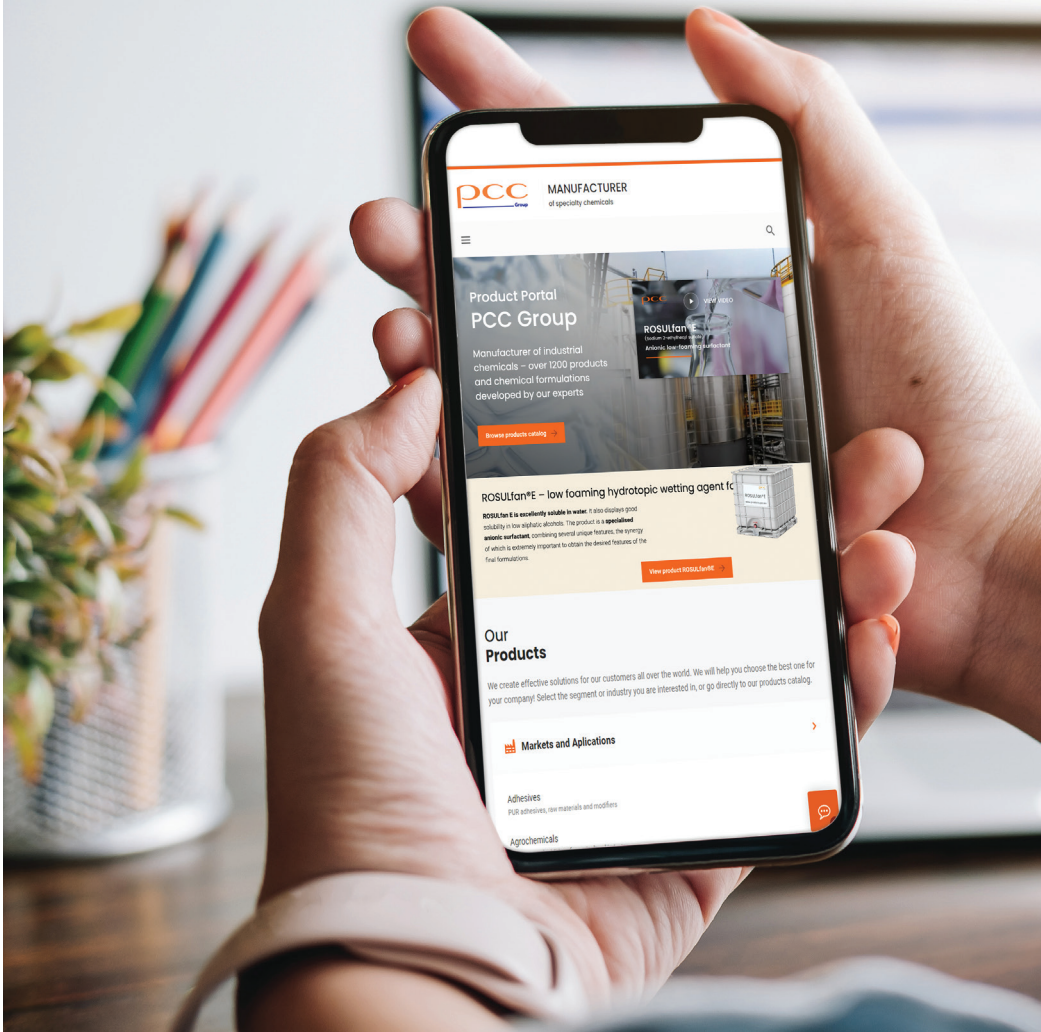 pcc
Group
MANUFACTURER
of specialty chemicals
Product Portal
PCC Group
Manufacturer of industrial
chemicals – over 1200 products
and chemical formulations
developed by our experts
Browse products catalog
pcc
VIEW VIDEO
ROSULfan®E
Anionic low-foaming surfactant
ROSULfan®E – low foaming hydrotopic wetting agent fo
ROSULfan E is excellently soluble in water. It also displays good
solubility in low aliphatic alcohols. The product is a specialised
anionic surfactant, combining several unique features, the synergy
of which is extremely important to obtain the desired features of the
final formulations.
View product ROSULfan®E
Our
Products
We create effective solutions for our customers all over the world. We will help you choose the best one for
your company! Select the segment or industry you are interested in, or go directly to our products catalog.
Markets and Aplications
Adhesives
PUR adhesives, raw materials and modifiers
Agrochemicals